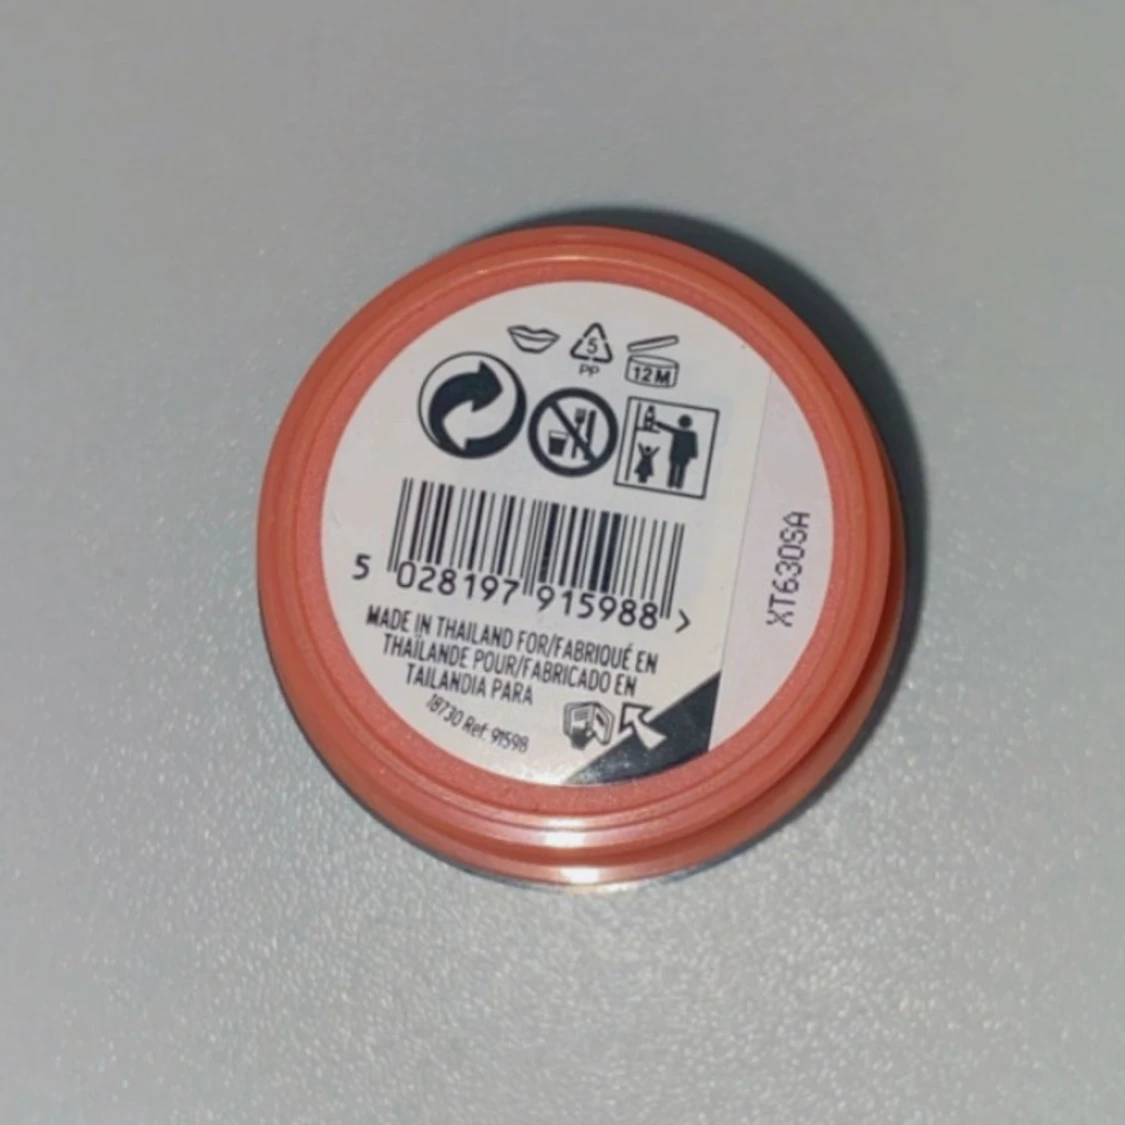 5
PP
12M
5 028197 915988 >
MADE IN THAILAND FOR/FABRIQUÉ EN
THAÏLANDE POUR/FABRICADO EN
TAILANDIA PARA
18730 Ref. 91598
XT630SA